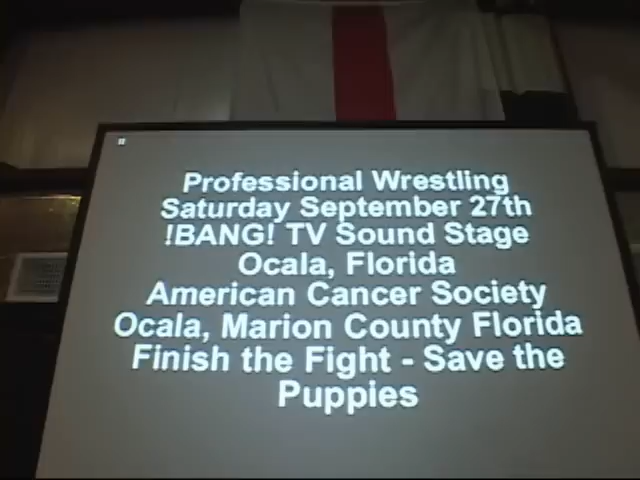 Professional Wrestling
Saturday September 27th
!BANG! TV Sound Stage
Ocala, Florida
American Cancer Society
Ocala, Marion County Florida
Finish the Fight - Save the
Puppies